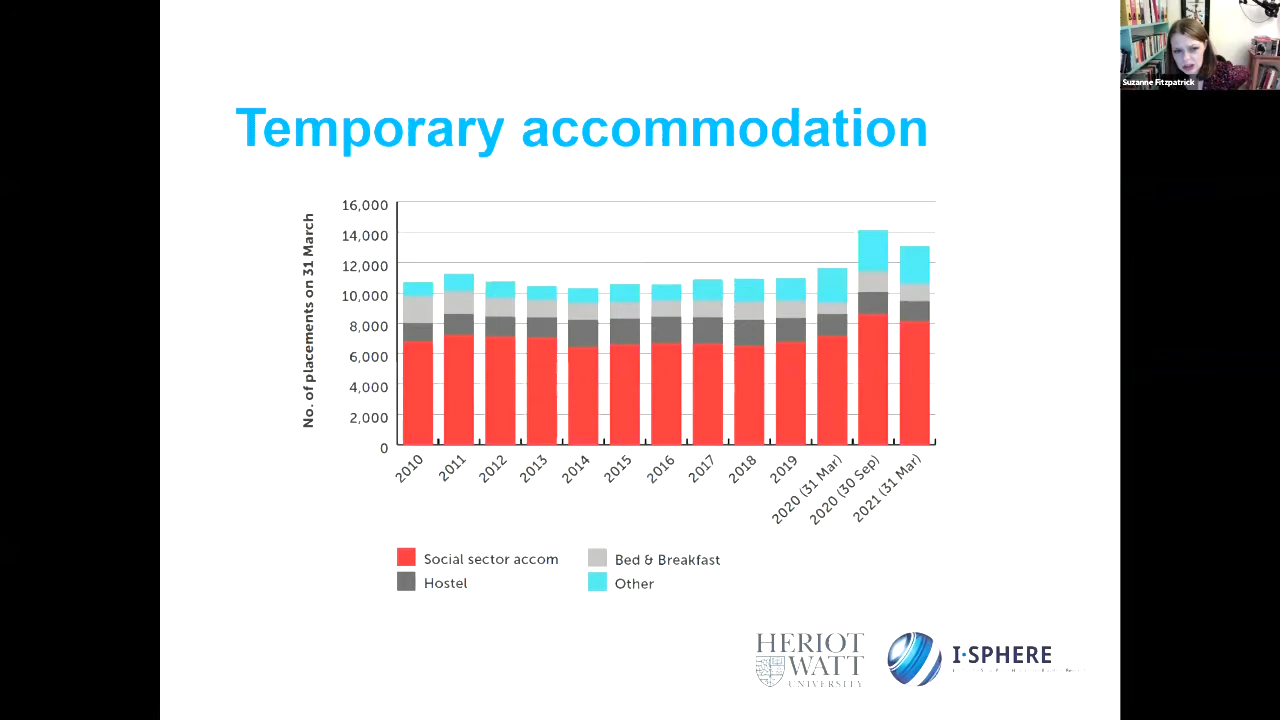 Suzanne Fitzpatrick
Temporary accommodation
No. of placements on 31 March
16,000
14,000
12,000
10,000
8,000
6,000
4,000
2,000
0
2010
2011
2012
2013
2014
2015
2016
2017
2018
2019
2020 (31 Mar)
2020 (30 Sep)
2021 (31 Mar)
Social sector accom
Bed & Breakfast
Hostel
Other
HERIOT
WATT
UNIVERSITY
I·SPHERE